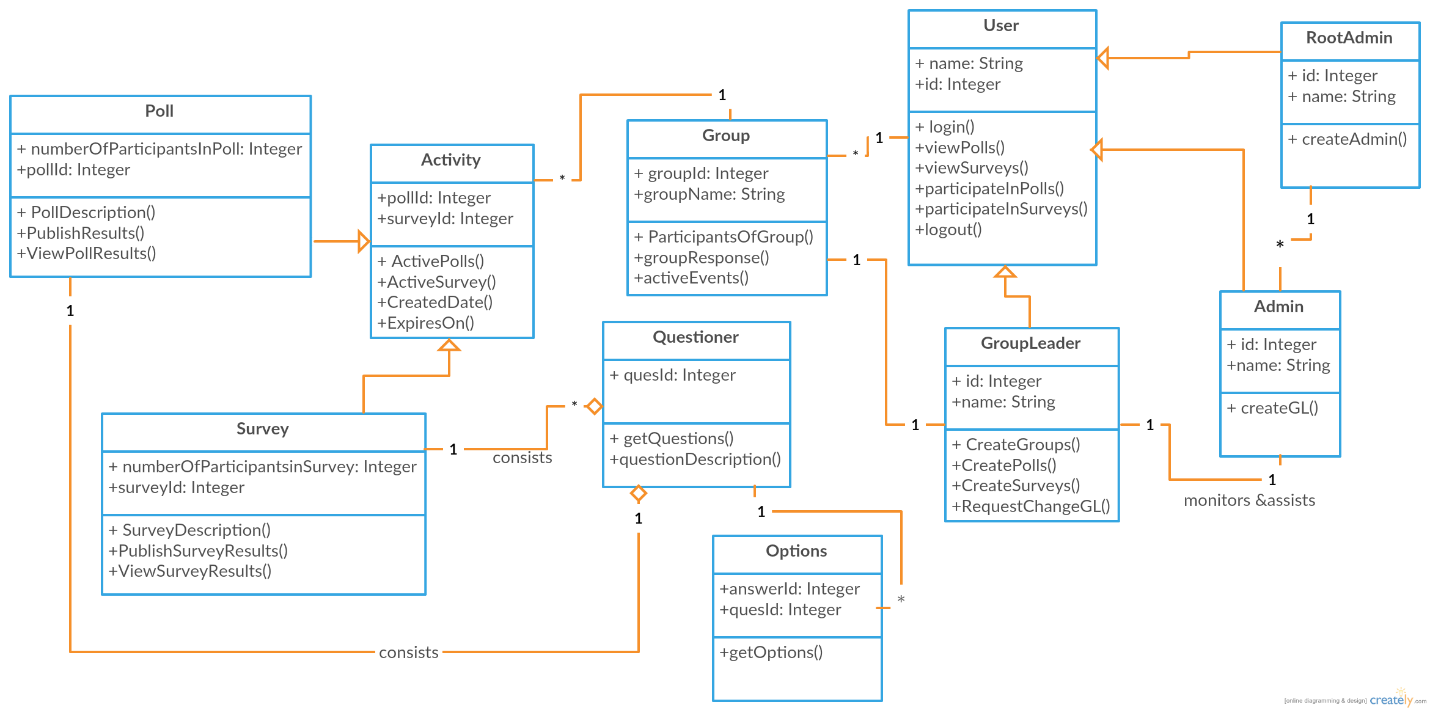 Poll
+ numberOfParticipantsInPoll: Integer
+pollId: Integer
+ PollDescription()
+PublishResults()
+ViewPollResults()
1
Activity
+pollId: Integer
+surveyId: Integer
+ ActivePolls()
+ActiveSurvey()
+CreatedDate()
+ExpiresOn()
*
1
Group
+ groupId: Integer
+groupName: String
+ ParticipantsOfGroup()
+groupResponse()
+activeEvents()
*
1
1
User
+ name: String
+id: Integer
+ login()
+viewPolls()
+viewSurveys()
+participateInPolls()
+participateInSurveys()
+logout()
RootAdmin
+ id: Integer
+ name: String
+ createAdmin()
1
*
Admin
+ id: Integer
+name: String
+ createGL()
1
monitors &assists
GroupLeader
+ id: Integer
+name: String
+ CreateGroups()
+CreatePolls()
+CreateSurveys()
+RequestChangeGL()
1
1
Questioner
+ quesId: Integer
+ getQuestions()
+questionDescription()
*
1
consists
1
1
Survey
+ numberOfParticipantsinSurvey: Integer
+surveyId: Integer
+ SurveyDescription()
+PublishSurveyResults()
+ViewSurveyResults()
Options
+answerId: Integer
+quesId: Integer
+getOptions()
*
consists
[online diagramming & design] creately.com